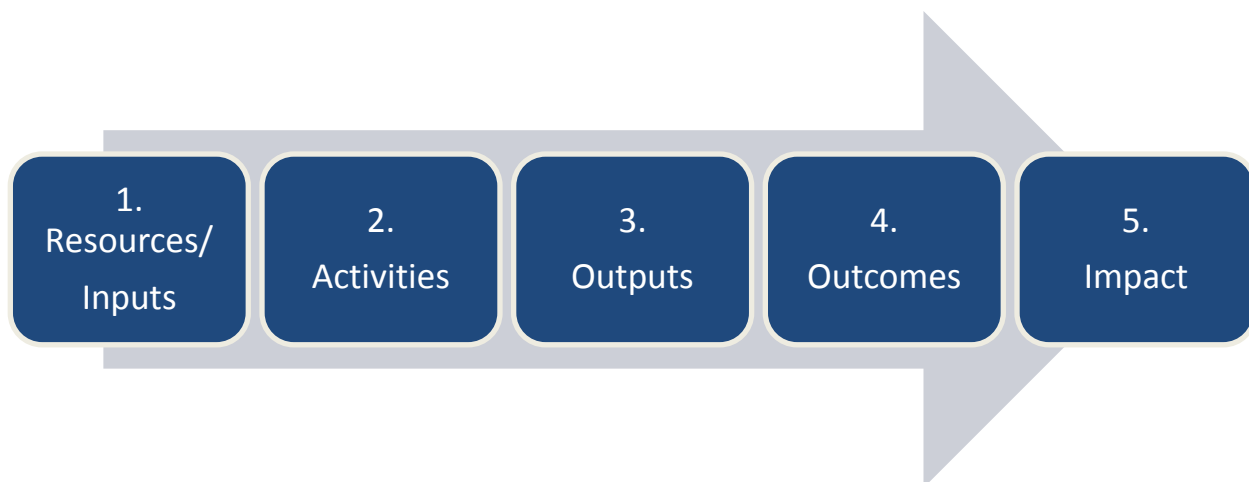 1.
Resources/
Inputs
2.
Activities
3.
Outputs
4.
Outcomes
5.
Impact